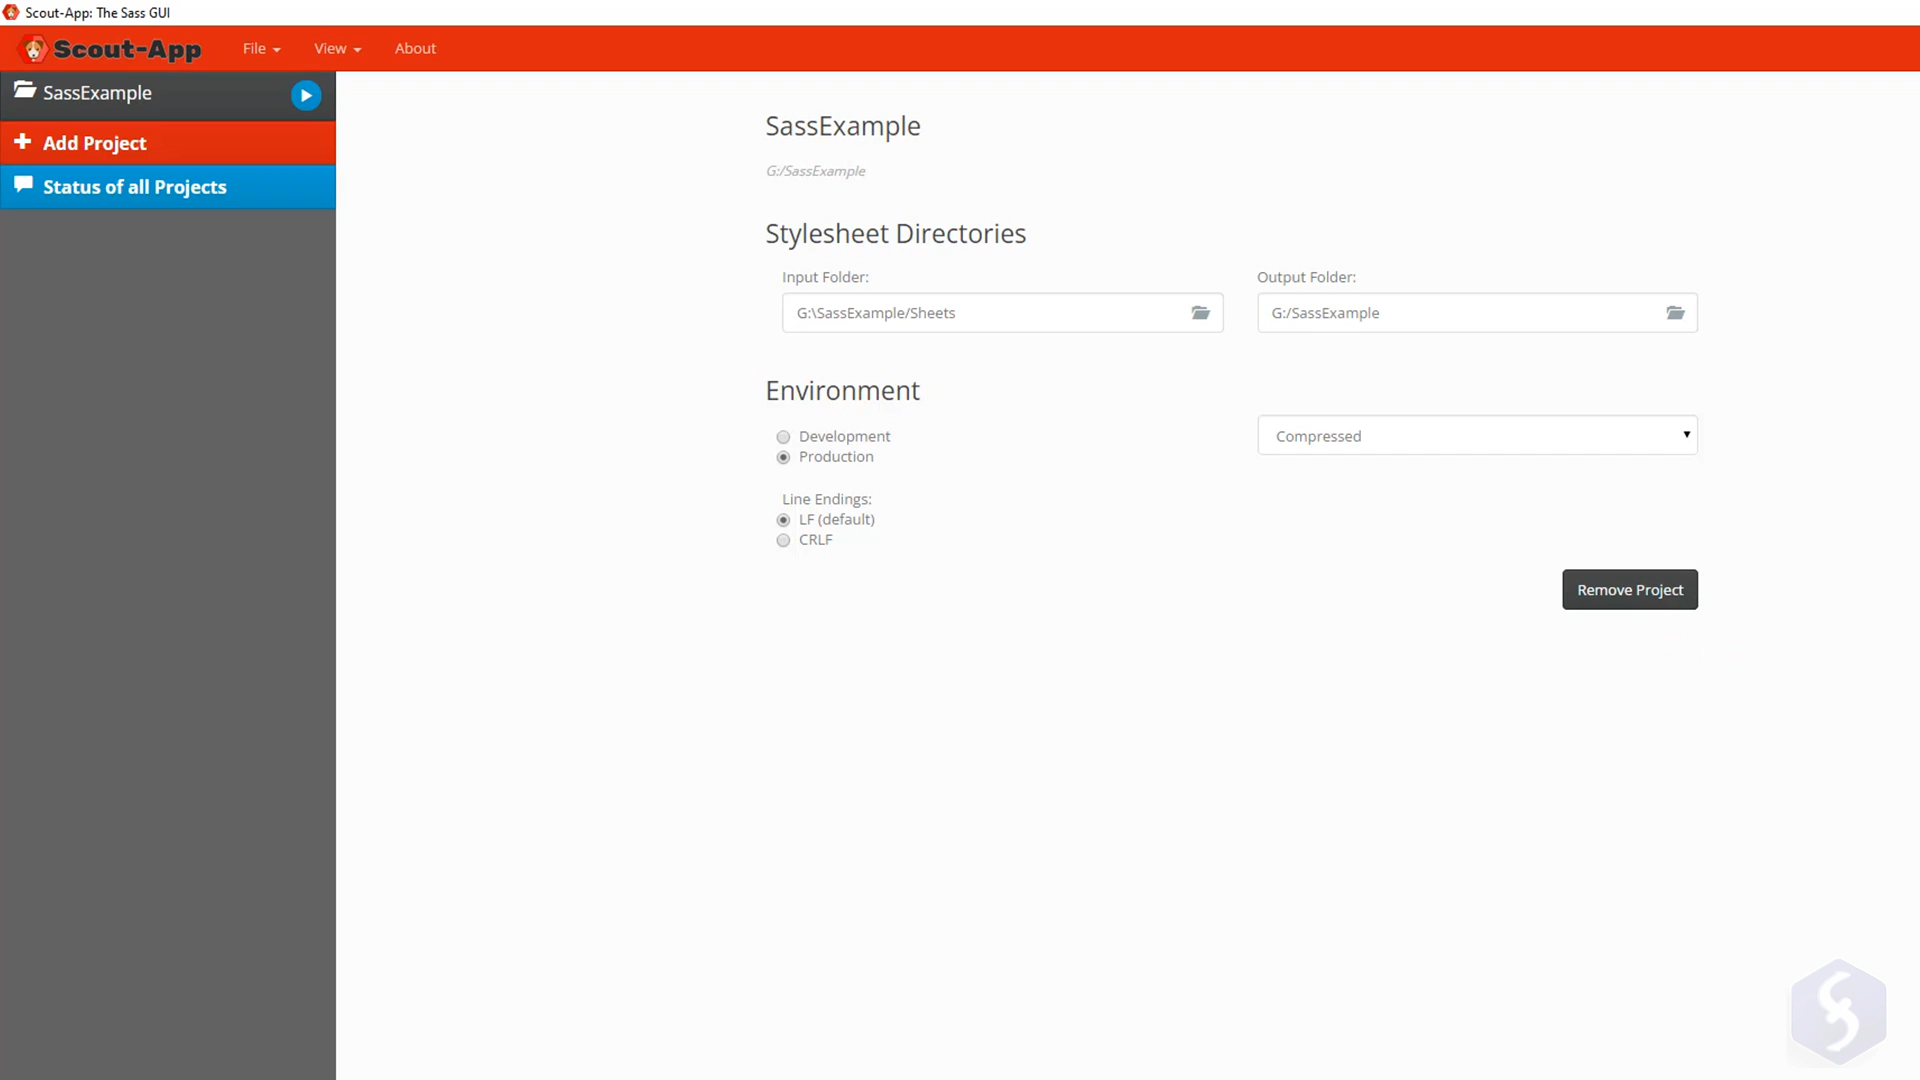 Scout-App: The Sass GUI
Scout-App File View About
SassExample
Add Project
Status of all Projects
SassExample
G:/SassExample
Stylesheet Directories
Input Folder: Output Folder:
G:\SassExample/Sheets G:/SassExample
Environment
Development Compressed
Production
Line Endings:
LF (default)
CRLF
Remove Project